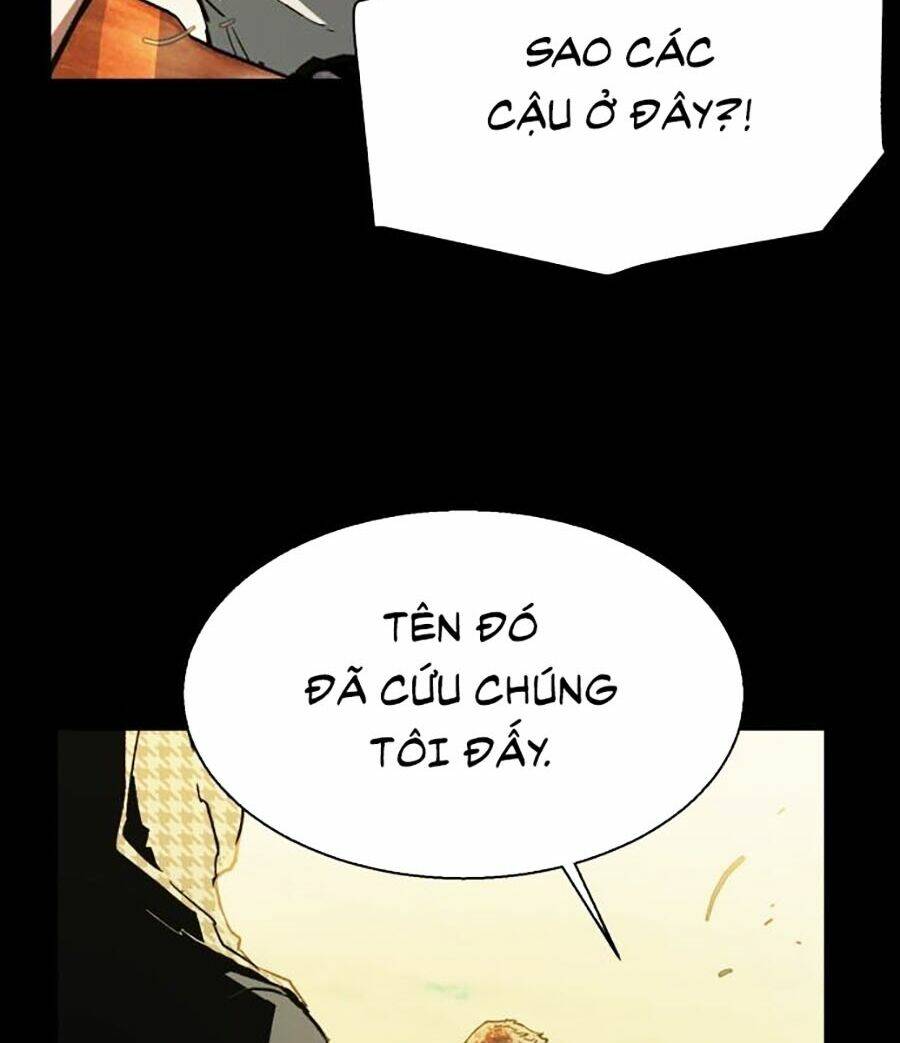 SAO CÁC
CẬU Ở ĐÂY?!
TÊN ĐÓ
ĐÃ CỨU CHÚNG
TÔI ĐẤY.